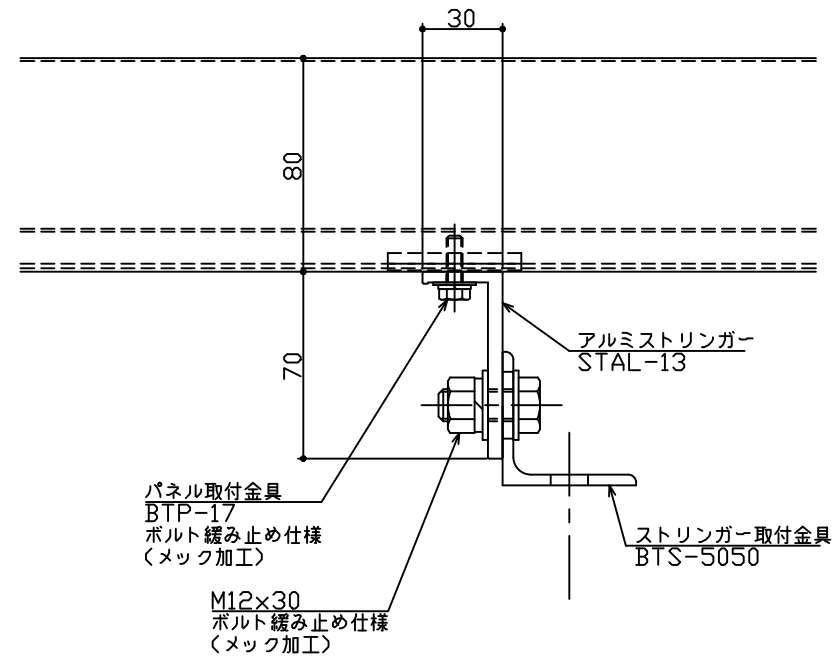 30
80
70
アルミストリンガー
STAL-13
パネル取付金具
BTP-17
ボルト緩み止め仕様
(メック加工)
ストリンガー取付金具
BTS-5050
M12x30
ボルト緩み止め仕様
(メック加工)